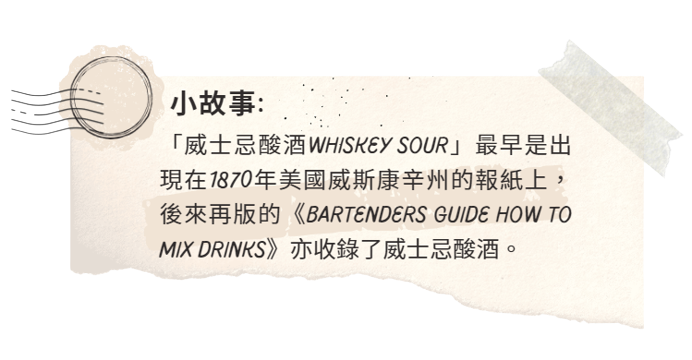 小故事:
「威士忌酸酒WHISKEY SOUR」最早是出
現在1870年美國威斯康辛州的報紙上，
後來再版的《BARTENDERS GUIDE HOW TO
MIX DRINKS》亦收錄了威士忌酸酒。